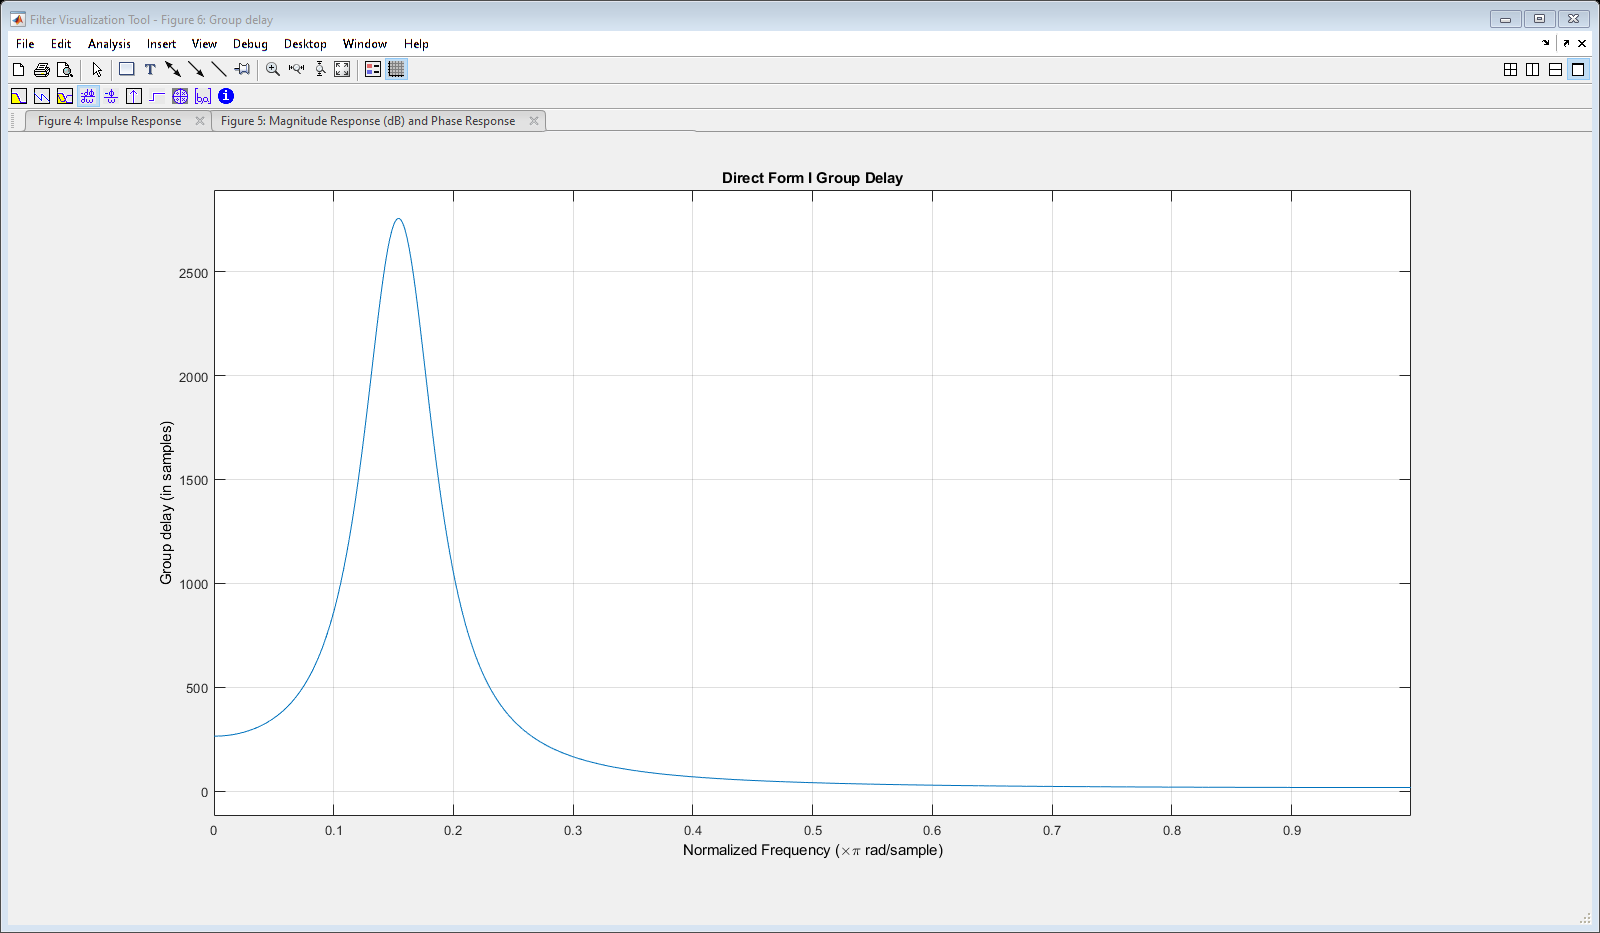 Filter Visualization Tool - Figure 6: Group delay
File Edit Analysis Insert View Debug Desktop Window Help
Figure 4: Impulse Response Figure 5: Magnitude Response (dB) and Phase Response
Direct Form I Group Delay
Group delay (in samples)
2500
2000
1500
1000
500
0
0 0.1 0.2 0.3 0.4 0.5 0.6 0.7 0.8 0.9
Normalized Frequency (×π rad/sample)